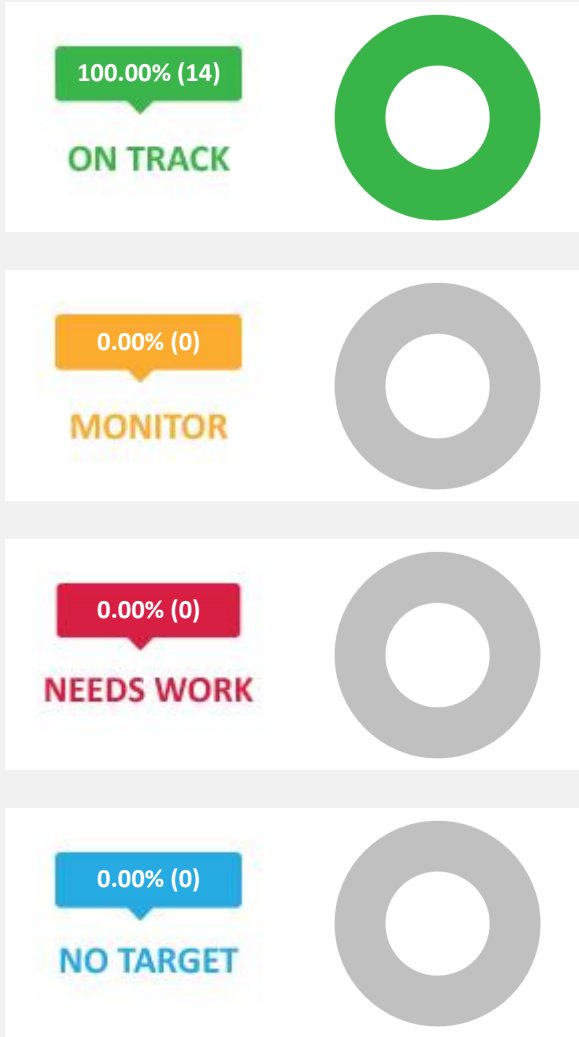 100.00% (14)
ON TRACK
0.00% (0)
MONITOR
0.00% (0)
NEEDS WORK
0.00% (0)
NO TARGET